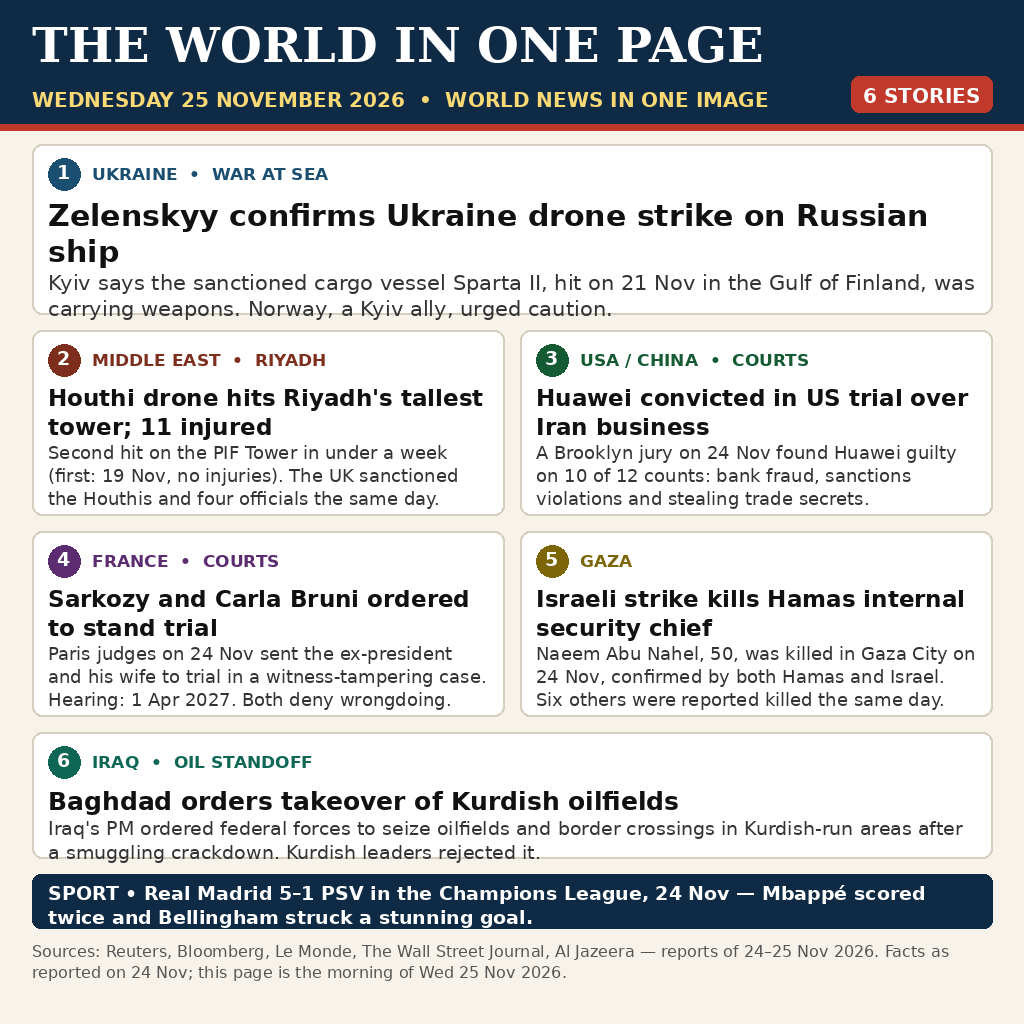 THE WORLD IN ONE PAGE
WEDNESDAY 25 NOVEMBER 2026 • WORLD NEWS IN ONE IMAGE
6 STORIES
1 UKRAINE • WAR AT SEA
Zelenskyy confirms Ukraine drone strike on Russian
ship
Kyiv says the sanctioned cargo vessel Sparta II, hit on 21 Nov in the Gulf of Finland, was
carrying weapons. Norway, a Kyiv ally, urged caution.
2 MIDDLE EAST • RIYADH
Houthi drone hits Riyadh's tallest
tower; 11 injured
Second hit on the PIF Tower in under a week
(first: 19 Nov, no injuries). The UK sanctioned
the Houthis and four officials the same day.
3 USA / CHINA • COURTS
Huawei convicted in US trial over
Iran business
A Brooklyn jury on 24 Nov found Huawei guilty
on 10 of 12 counts: bank fraud, sanctions
violations and stealing trade secrets.
4 FRANCE • COURTS
Sarkozy and Carla Bruni ordered
to stand trial
Paris judges on 24 Nov sent the ex-president
and his wife to trial in a witness-tampering case.
Hearing: 1 Apr 2027. Both deny wrongdoing.
5 GAZA
Israeli strike kills Hamas internal
security chief
Naeem Abu Nahel, 50, was killed in Gaza City on
24 Nov, confirmed by both Hamas and Israel.
Six others were reported killed the same day.
6 IRAQ • OIL STANDOFF
Baghdad orders takeover of Kurdish oilfields
Iraq's PM ordered federal forces to seize oilfields and border crossings in Kurdish-run areas after
a smuggling crackdown. Kurdish leaders rejected it.
SPORT • Real Madrid 5–1 PSV in the Champions League, 24 Nov — Mbappé scored
twice and Bellingham struck a stunning goal.
Sources: Reuters, Bloomberg, Le Monde, The Wall Street Journal, Al Jazeera — reports of 24–25 Nov 2026. Facts as
reported on 24 Nov; this page is the morning of Wed 25 Nov 2026.